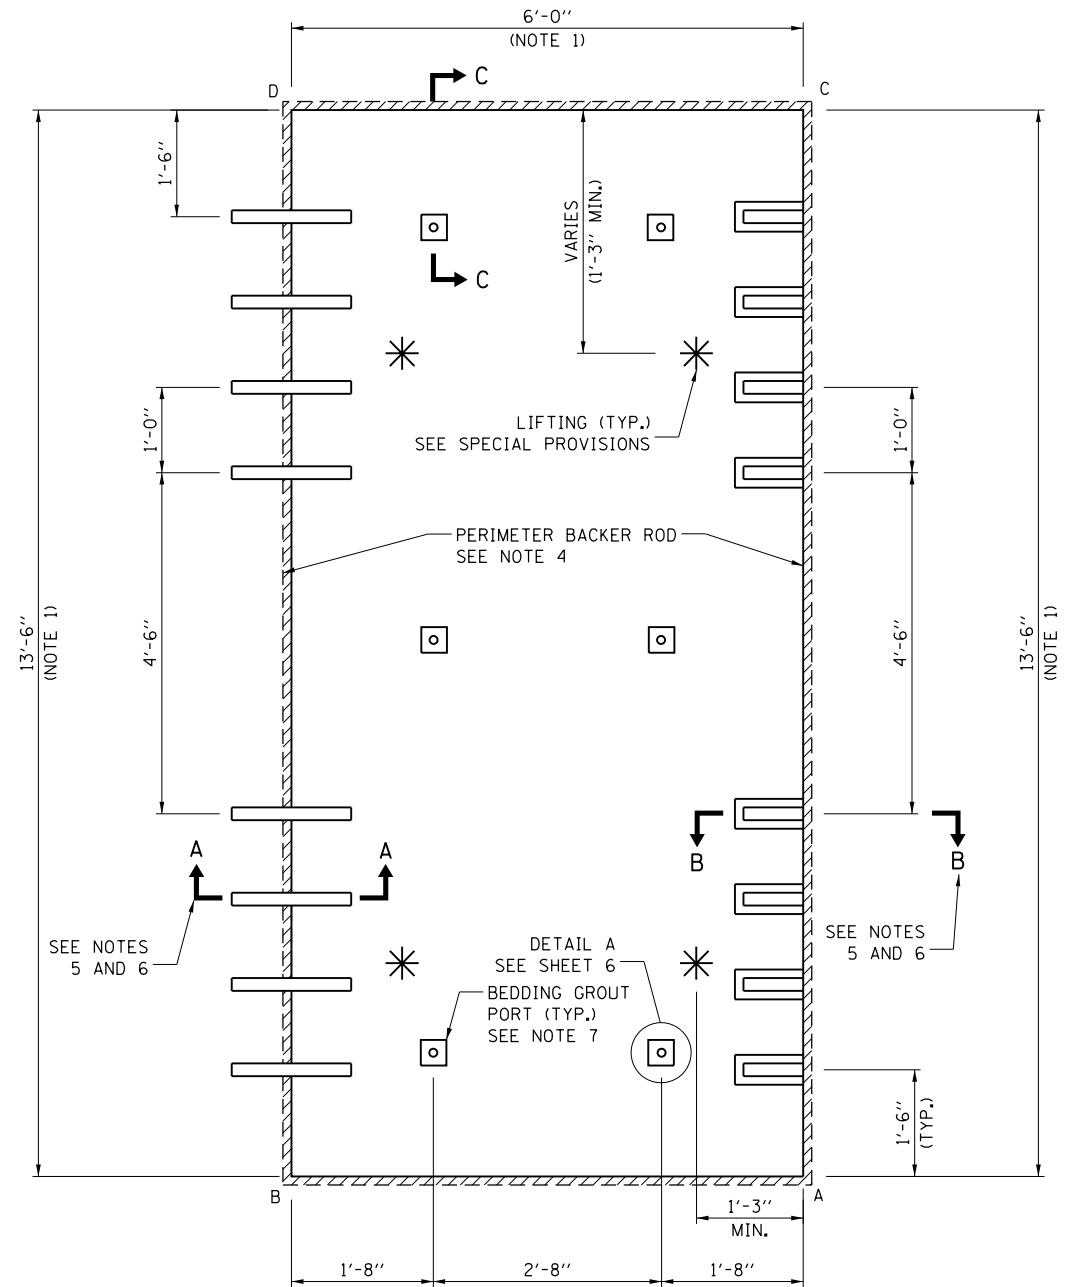 6'-0"
(NOTE 1)
C
D
C
1'-6"
VARIES
(1'-3" MIN.)
C
LIFTING (TYP.)
SEE SPECIAL PROVISIONS
1'-0"
1'-0"
PERIMETER BACKER ROD
SEE NOTE 4
13'-6"
(NOTE 1)
4'-6"
4'-6"
13'-6"
(NOTE 1)
A
A
B
B
SEE NOTES
5 AND 6
DETAIL A
SEE SHEET 6
SEE NOTES
5 AND 6
BEDDING GROUT
PORT (TYP.)
SEE NOTE 7
1'-6"
(TYP.)
B
A
1'-3"
MIN.
1'-8"
2'-8"
1'-8"